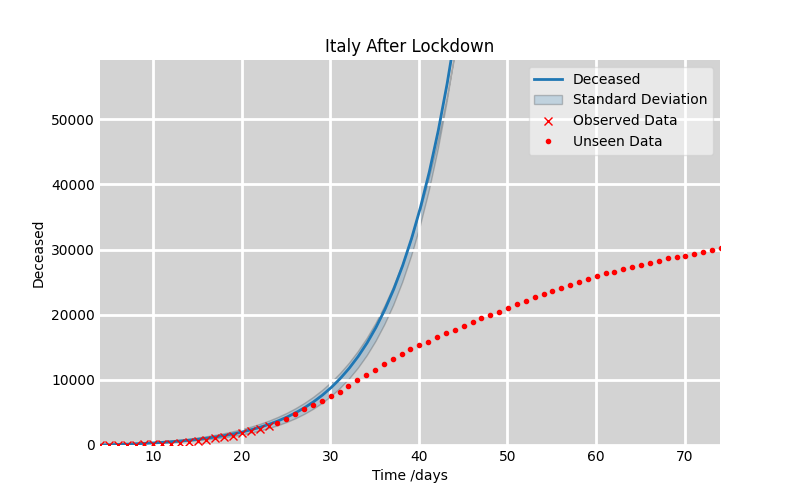 Italy After Lockdown
Deceased
Standard Deviation
Observed Data
Unseen Data
Deceased
50000
40000
30000
20000
10000
0
10 20 30 40 50 60 70
Time /days